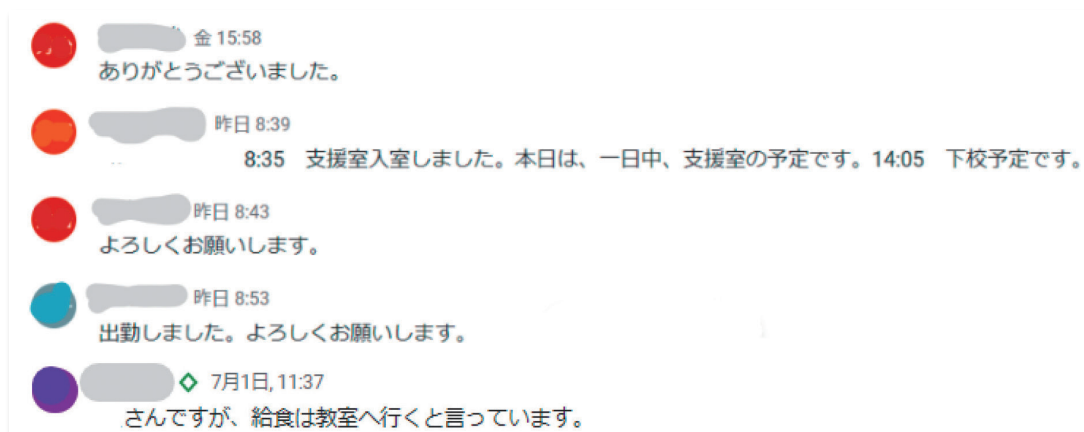 金 15:58
ありがとうございました。
昨日 8:39
8:35 支援室入室しました。本日は、一日中、支援室の予定です。14:05 下校予定です。
昨日 8:43
よろしくお願いします。
昨日 8:53
出勤しました。よろしくお願いします。
7月1日, 11:37
さんですが、給食は教室へ行くと言っています。